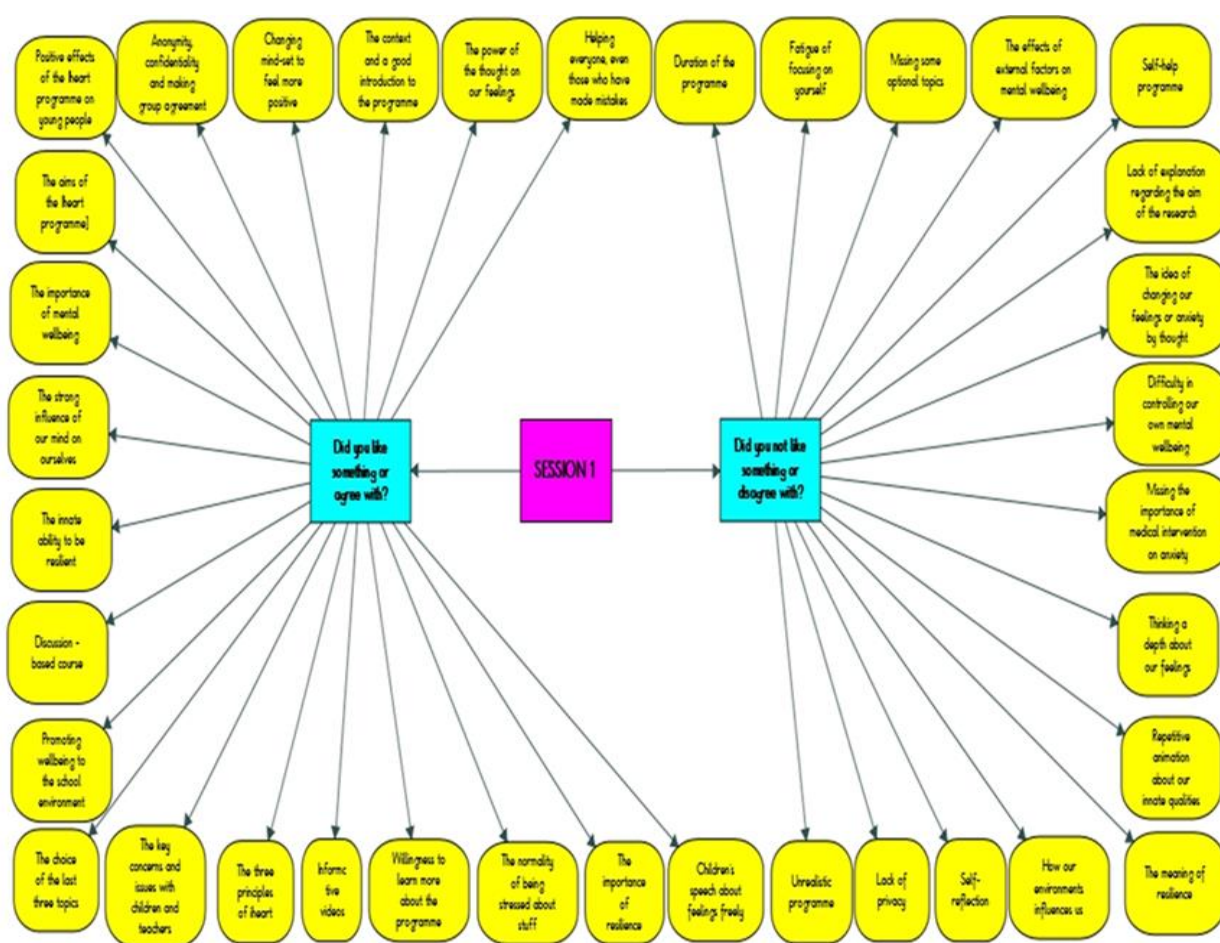 Positive effects
of the iheart
programme on
young people
Anonymity,
confidentiality
and making
group agreement
Changing
mind-set to
feel more
positive
The context
and a good
introduction to
the programme
The power of
the thought on
our feelings
Helping
everyone, even
those who have
made mistakes
Duration of the
programme
Fatigue of
focusing on
yourself
Missing some
optional topics
The effects of
external factors on
mental wellbeing
Self-help
programme
The aims of
the iheart
programme]
The importance
of mental
wellbeing
The strong
influence of
our mind on
ourselves
The innate
ability to be
resilient
Discussion -
based course
Promoting
wellbeing to
the school
environment
The choice
of the last
three topics
Did you like
something or
agree with?
SESSION 1
Did you not like
something or
disagree with?
Lack of explanation
regarding the aim
of the research
The idea of
changing our
feelings or anxiety
by thought
Difficulty in
controlling our
own mental
wellbeing
Missing the
importance of
medical intervention
on anxiety
Thinking a
depth about
our feelings
Repetitive
animation
about our
innate qualities
The meaning of
resilience
The key
concerns and
issues with
children and
teachers
The three
principles
of iheart
Informc
tive
videos
Willingness to
learn more
about the
programme
The normality
of being
stressed about
stuff
The
importance
of
resilience
Children's
speech about
feelings freely
Unrealistic
programme
Lack of
privacy
Self-
reflection
How our
environments
influences us